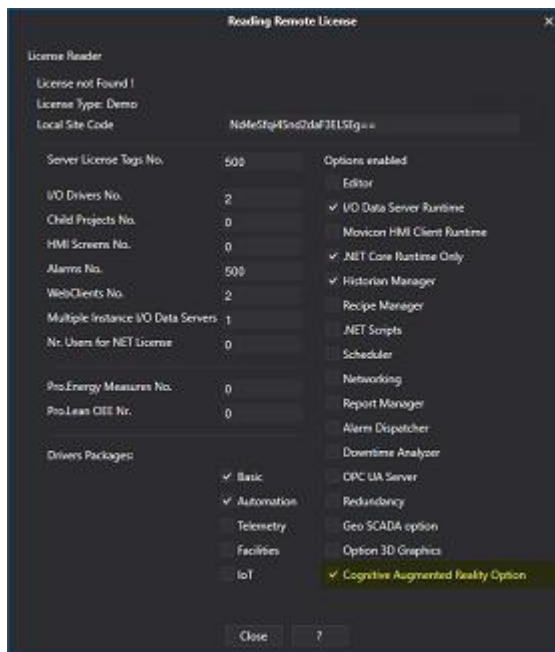 Reading Remote License
License Reader
License not Found !
License Type: Demo
Local Site Code
Server License Tags No. 500
I/O Drivers No. 2
Child Projects No. 0
HMI Screens No. 0
Alarms No. 500
WebClients No. 2
Multiple Instance I/O Data Servers 1
Nr. Users for NET License 0
Pro.Energy Measures No. 0
Pro.Lean OEE Nr. 0
Drivers Packages:
Basic
Automation
Telemetry
Facilities
IoT
Options enabled
Editor
I/O Data Server Runtime
Movicon HMI Client Runtime
.NET Core Runtime Only
Historian Manager
Recipe Manager
.NET Scripts
Scheduler
Networking
Report Manager
Alarm Dispatcher
Downtime Analyzer
OPC UA Server
Redundancy
Geo SCADA option
Option 3D Graphics
Cognitive Augmented Reality Option
Close ?